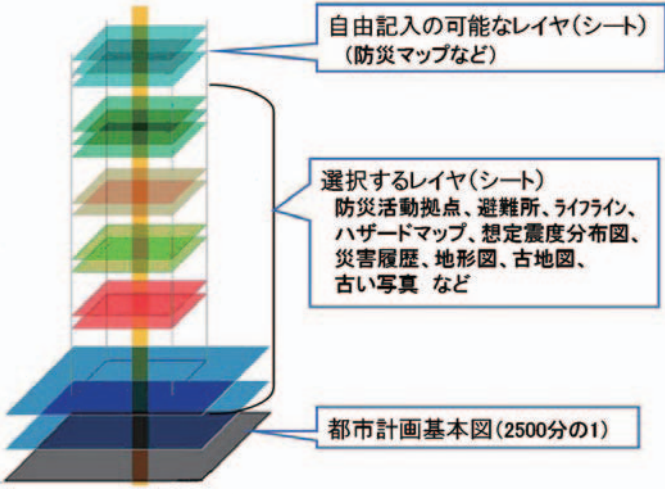 自由記入の可能なレイヤ(シート)
(防災マップなど)
選択するレイヤ(シート)
防災活動拠点、避難所、ライフライン、
ハザードマップ、想定震度分布図、
災害履歴、地形図、古地図、
古い写真 など
都市計画基本図(2500分の1)